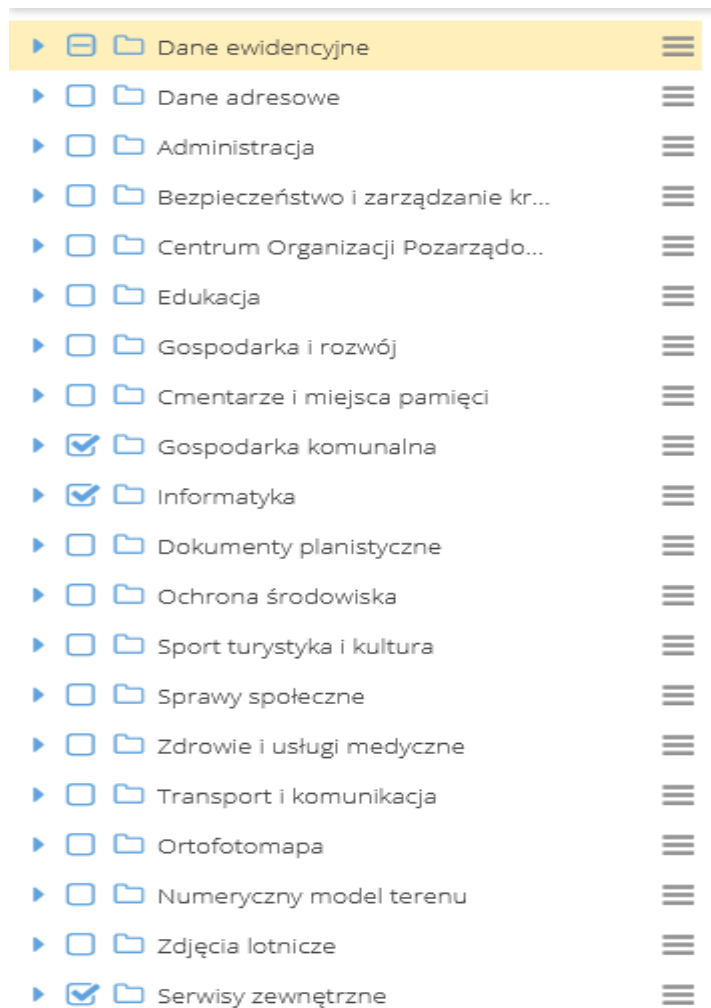 Dane ewidencyjne
Dane adresowe
Administracja
Bezpieczeństwo i zarządzanie kr...
Centrum Organizacji Pozarządo...
Edukacja
Gospodarka i rozwój
Cmentarze i miejsca pamięci
Gospodarka komunalna
Informatyka
Dokumenty planistyczne
Ochrona środowiska
Sport turystyka i kultura
Sprawy społeczne
Zdrowie i usługi medyczne
Transport i komunikacja
Ortofotomapa
Numeryczny model terenu
Zdjęcia lotnicze
Serwisy zewnętrzne